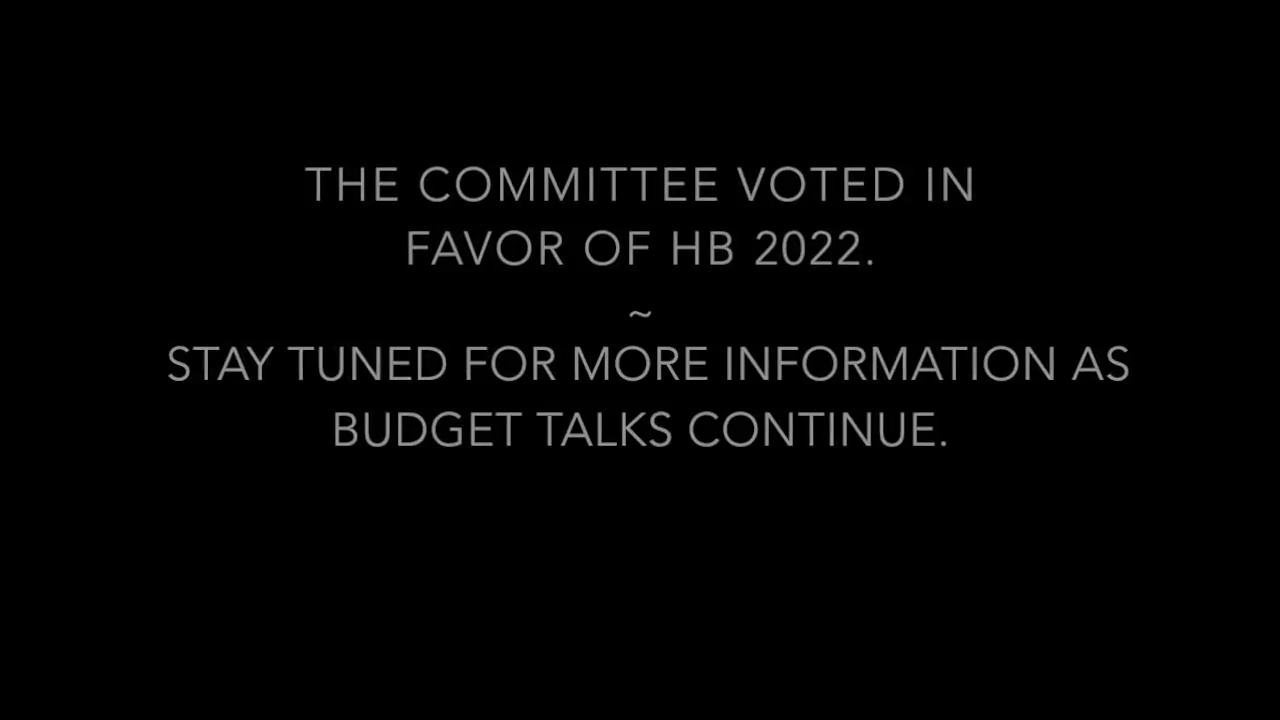 THE COMMITTEE VOTED IN
FAVOR OF HB 2022.
~
STAY TUNED FOR MORE INFORMATION AS
BUDGET TALKS CONTINUE.